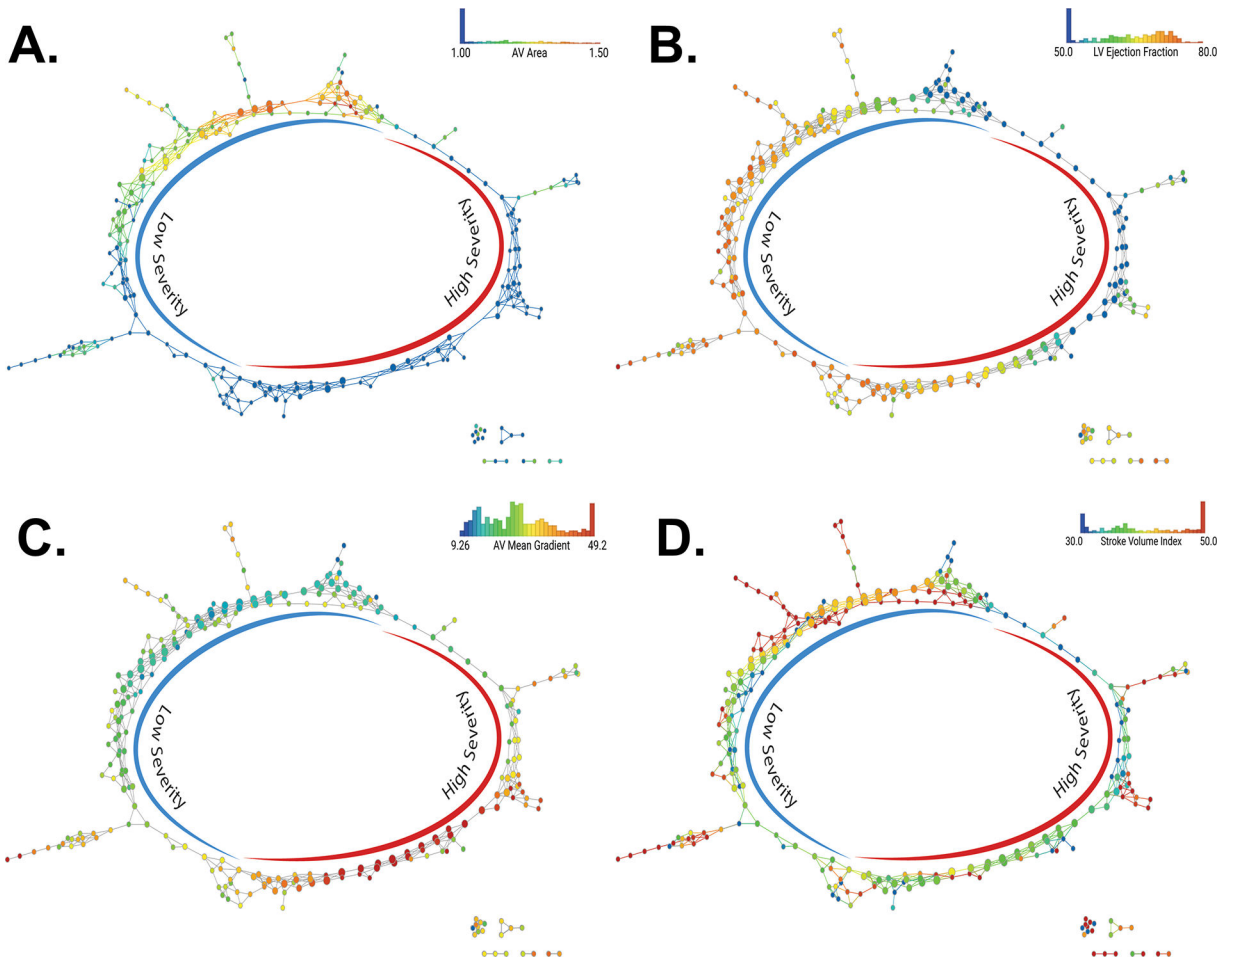 A.
1.00 AV Area 1.50
Low Severity
High Severity
B.
50.0 LV Ejection Fraction 80.0
Low Severity
High Severity
C.
9.26 AV Mean Gradient 49.2
Low Severity
High Severity
D.
30.0 Stroke Volume Index 50.0
Low Severity
High Severity